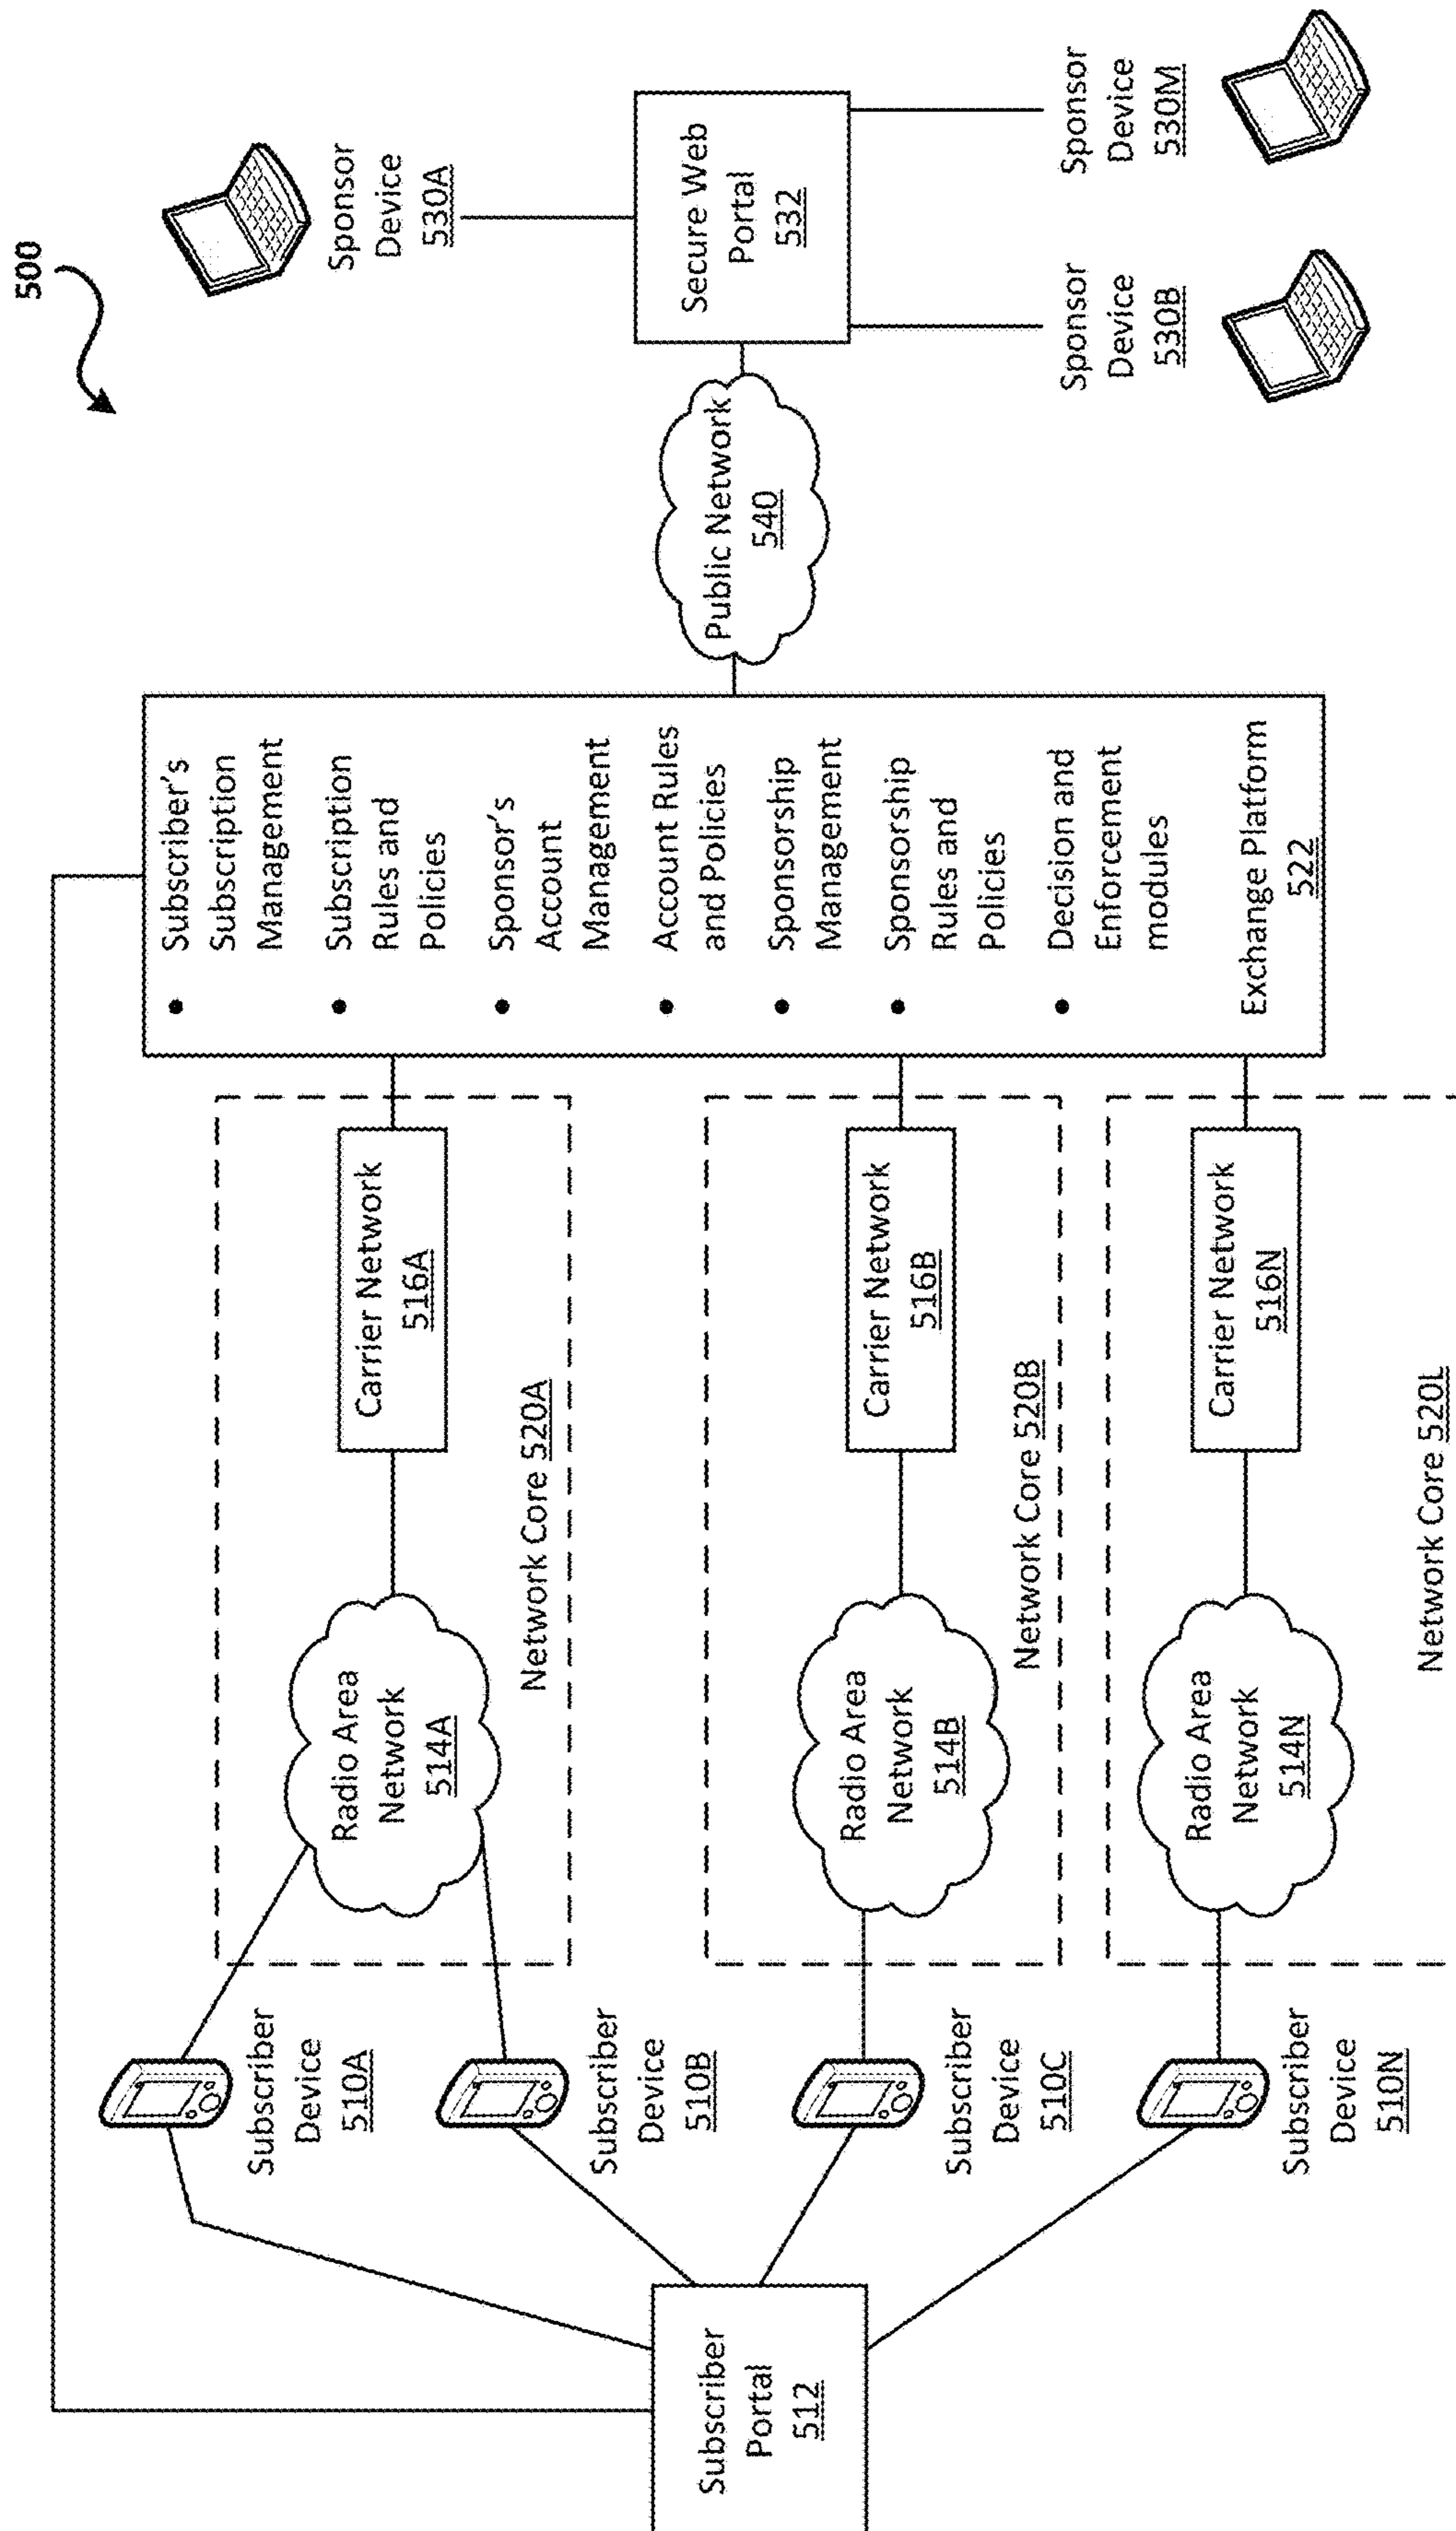 500
Subscriber
Portal
512
Subscriber
Device
510A
Subscriber
Device
510B
Subscriber
Device
510C
Subscriber
Device
510N
Radio Area
Network
514A
Carrier Network
516A
Network Core 520A
Radio Area
Network
514B
Carrier Network
516B
Network Core 520B
Radio Area
Network
514N
Carrier Network
516N
Network Core 520L
• Subscriber's
Subscription
Management
• Subscription
Rules and
Policies
• Sponsor's
Account
Management
• Account Rules
and Policies
• Sponsorship
Management
• Sponsorship
Rules and
Policies
• Decision and
Enforcement
modules
Exchange Platform
522
Public Network
540
Sponsor
Device
530A
Secure Web
Portal
532
Sponsor
Device
530B
Sponsor
Device
530M